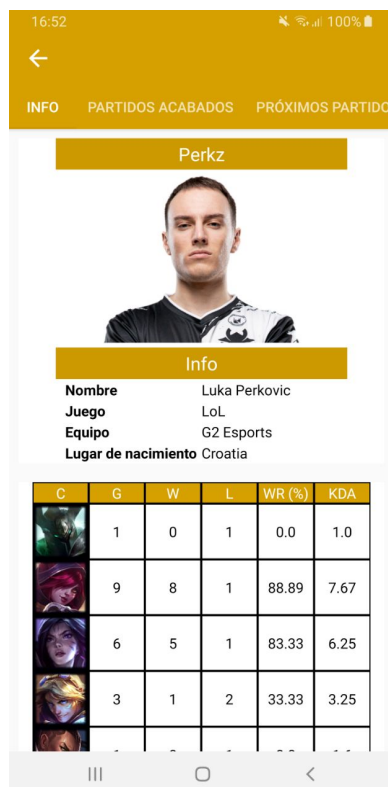 16:52 100%
INFO PARTIDOS ACABADOS PRÓXIMOS PARTIDO
Perkz
Info
Nombre Luka Perkovic
Juego LoL
Equipo G2 Esports
Lugar de nacimiento Croatia
C G W L WR (%) KDA
1 0 1 0.0 1.0
9 8 1 88.89 7.67
6 5 1 83.33 6.25
3 1 2 33.33 3.25